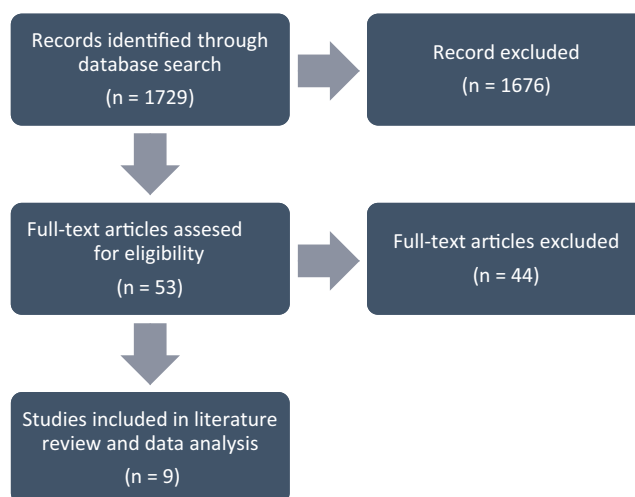 Records identified through
database search
(n = 1729)
Record excluded
(n = 1676)
Full-text articles assesed
for eligibility
(n = 53)
Full-text articles excluded
(n = 44)
Studies included in literature
review and data analysis
(n = 9)